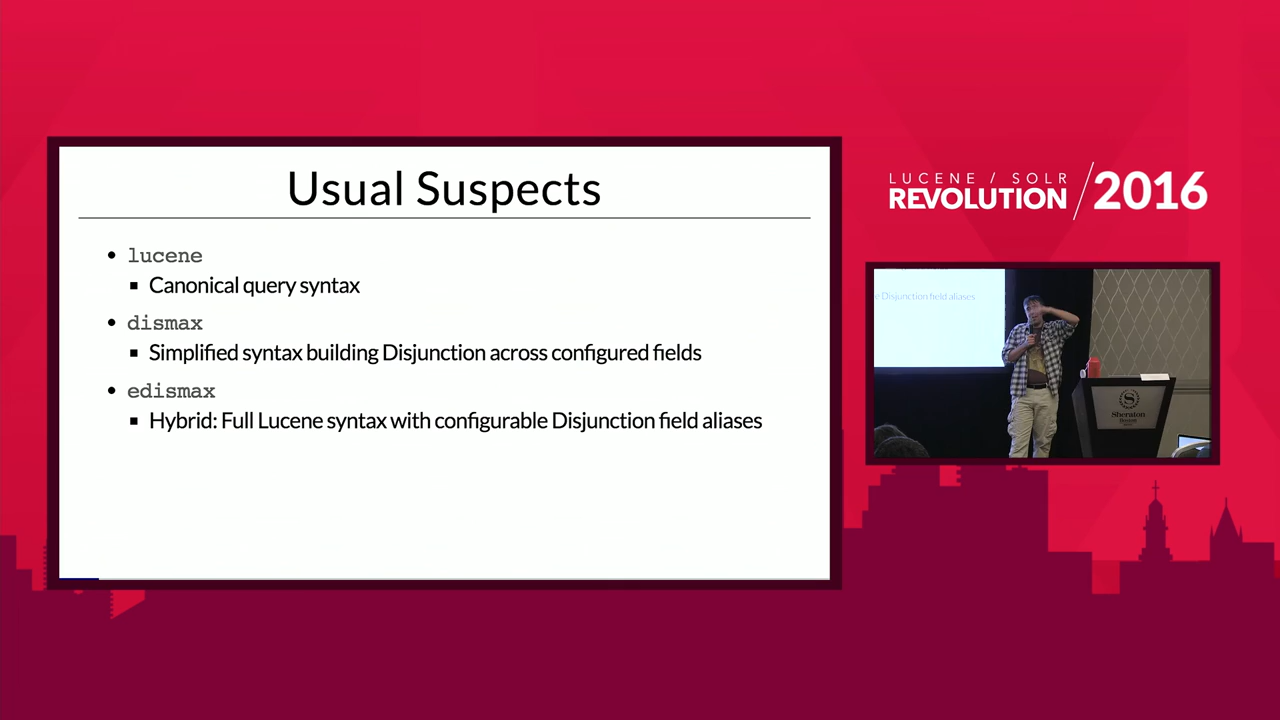 Usual Suspects
lucene
Canonical query syntax
dismax
Simplified syntax building Disjunction across configured fields
edismax
Hybrid: Full Lucene syntax with configurable Disjunction field aliases
LUCENE / SOLR
REVOLUTION / 2016
e Disjunction field aliases
Sheraton